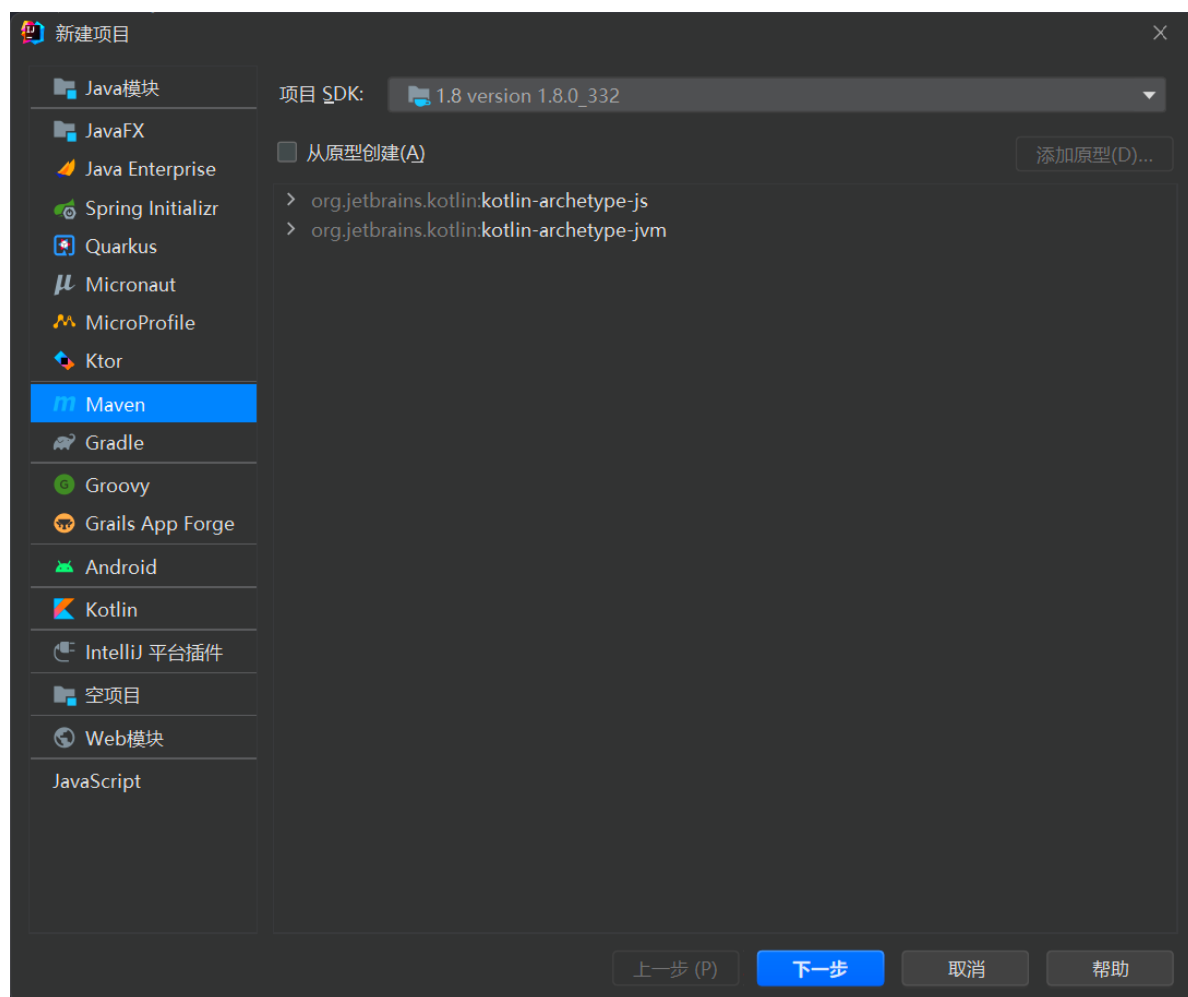 新建项目
Java模块
JavaFX
Java Enterprise
Spring Initializr
Quarkus
Micronaut
MicroProfile
Ktor
Maven
Gradle
Groovy
Grails App Forge
Android
Kotlin
IntelliJ 平台插件
空项目
Web模块
JavaScript
项目 SDK: 1.8 version 1.8.0_332
从原型创建(A) 添加原型(D)...
org.jetbrains.kotlin:kotlin-archetype-js
org.jetbrains.kotlin:kotlin-archetype-jvm
上一步 (P) 下一步 取消 帮助